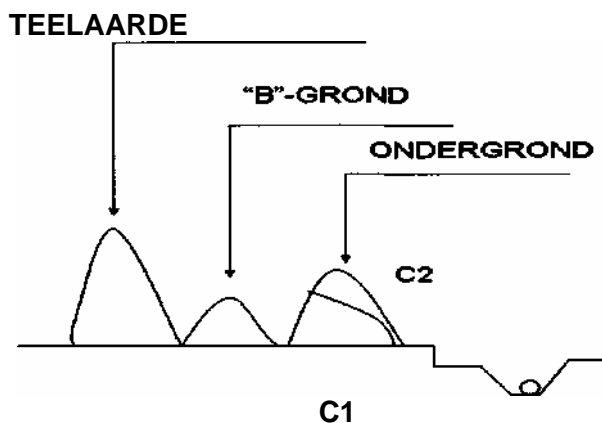 TEELAARDE
“B”-GROND
ONDERGROND
C2
C1